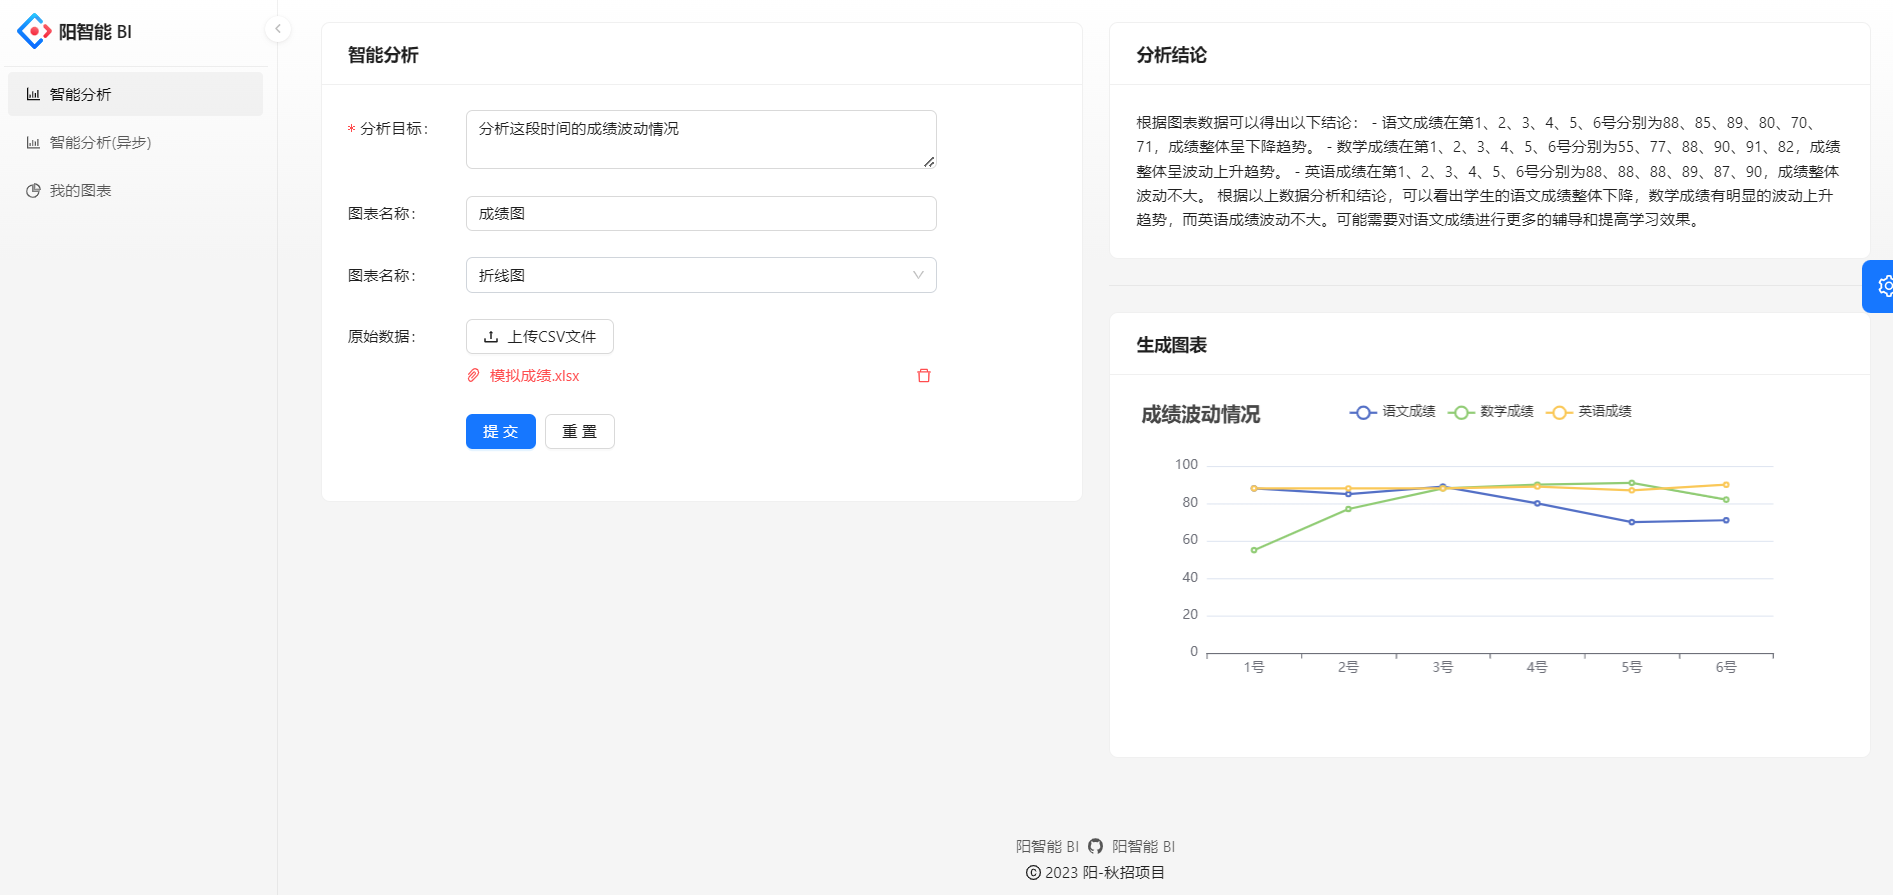 阳智能 BI
智能分析
智能分析(异步)
我的图表
智能分析
* 分析目标：
分析这段时间的成绩波动情况
图表名称：
成绩图
图表名称：
折线图
原始数据：
上传CSV文件
模拟成绩.xlsx
提 交
重 置
分析结论
根据图表数据可以得出以下结论： - 语文成绩在第1、2、3、4、5、6号分别为88、85、89、80、70、
71，成绩整体呈下降趋势。 - 数学成绩在第1、2、3、4、5、6号分别为55、77、88、90、91、82，成绩
整体呈波动上升趋势。 - 英语成绩在第1、2、3、4、5、6号分别为88、88、88、89、87、90，成绩整体
波动不大。 根据以上数据分析和结论，可以看出学生的语文成绩整体下降，数学成绩有明显的波动上升
趋势，而英语成绩波动不大。可能需要对语文成绩进行更多的辅导和提高学习效果。
生成图表
成绩波动情况
语文成绩
数学成绩
英语成绩
100
80
60
40
20
0
1号
2号
3号
4号
5号
6号
阳智能 BI 阳智能 BI
© 2023 阳-秋招项目